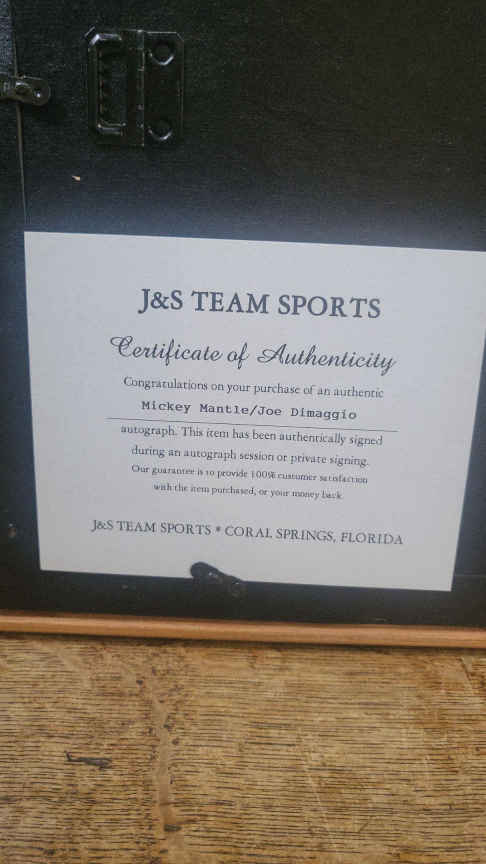 J&S TEAM SPORTS
Certificate of Authenticity
Congratulations on your purchase of an authentic
Mickey Mantle/Joe Dimaggio
autograph. This item has been authentically signed
during an autograph session or private signing.
Our guarantee is to provide 100% customer satisfaction
with the item purchased, or your money back.
J&S TEAM SPORTS * CORAL SPRINGS, FLORIDA